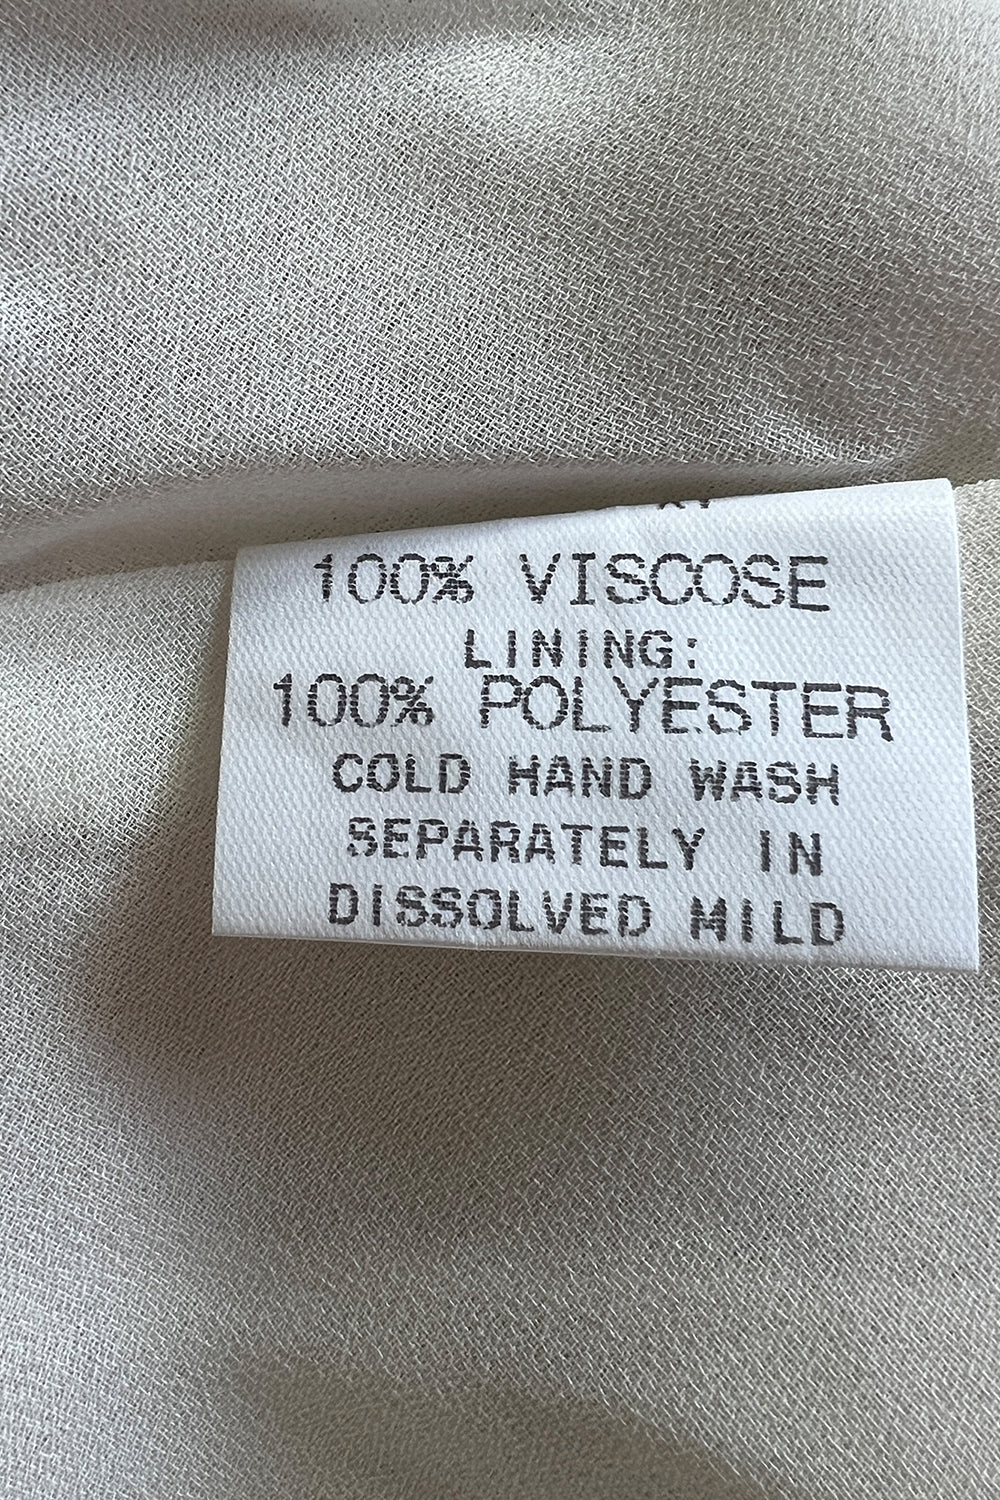 100% VISCOSE
LINING:
100% POLYESTER
COLD HAND WASH
SEPARATELY IN
DISSOLVED MILD